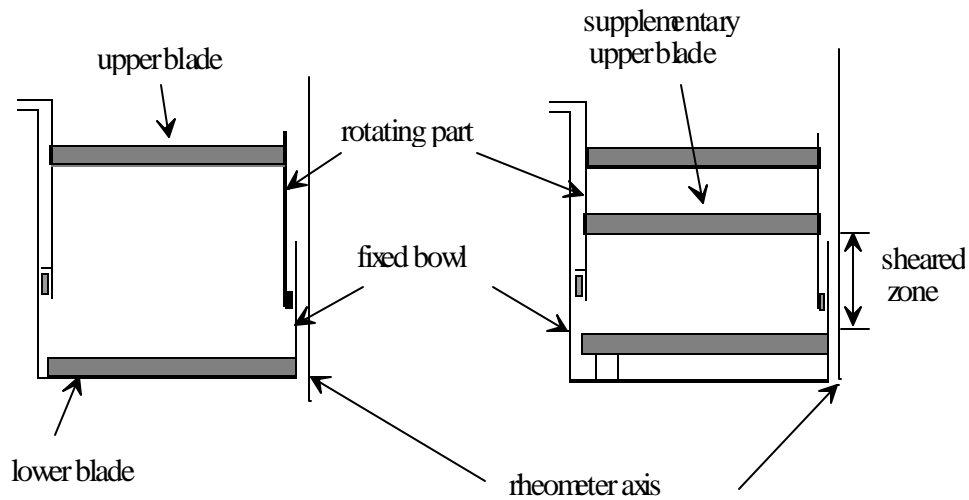 supplementary
upper blade
upper blade
rotating part
fixed bowl
sheared
zone
lower blade
rheometer axis